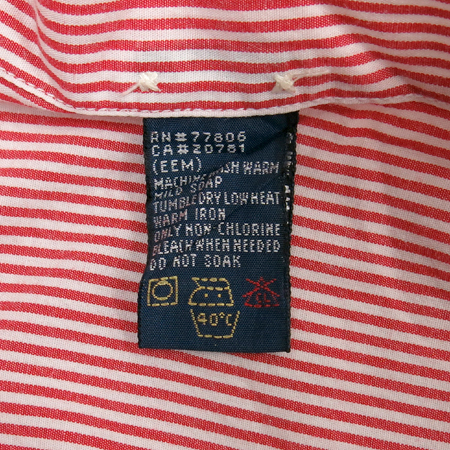 RN#77806
CA#20781
(EEM)
MACHINE WASH WARM
MILD SOAP
TUMBLE DRY LOW HEAT
WARM IRON
ONLY NON-CHLORINE
BLEACH WHEN NEEDED
DO NOT SOAK
40°C